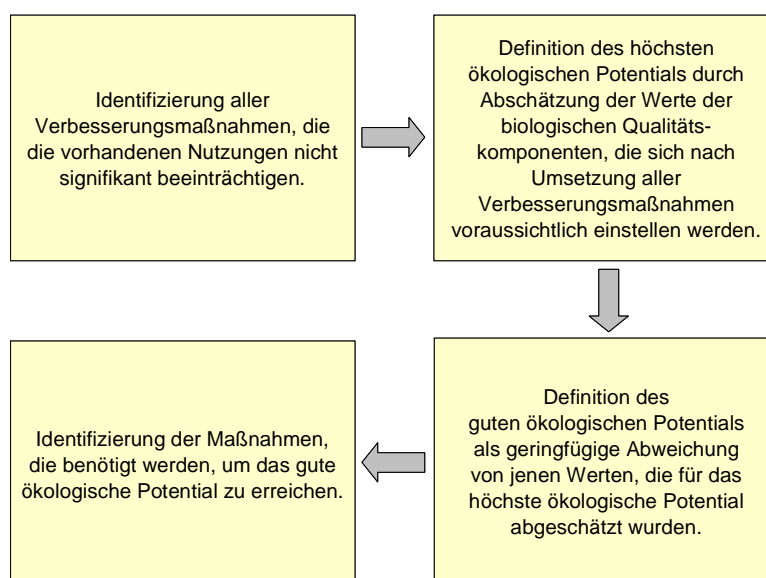 Identifizierung aller
Verbesserungsmaßnahmen, die
die vorhandenen Nutzungen nicht
signifikant beeinträchtigen.
Definition des höchsten
ökologischen Potentials durch
Abschätzung der Werte der
biologischen Qualitäts-
komponenten, die sich nach
Umsetzung aller
Verbesserungsmaßnahmen
voraussichtlich einstellen werden.
Definition des
guten ökologischen Potentials
als geringfügige Abweichung
von jenen Werten, die für das
höchste ökologische Potential
abgeschätzt wurden.
Identifizierung der Maßnahmen,
die benötigt werden, um das gute
ökologische Potential zu erreichen.